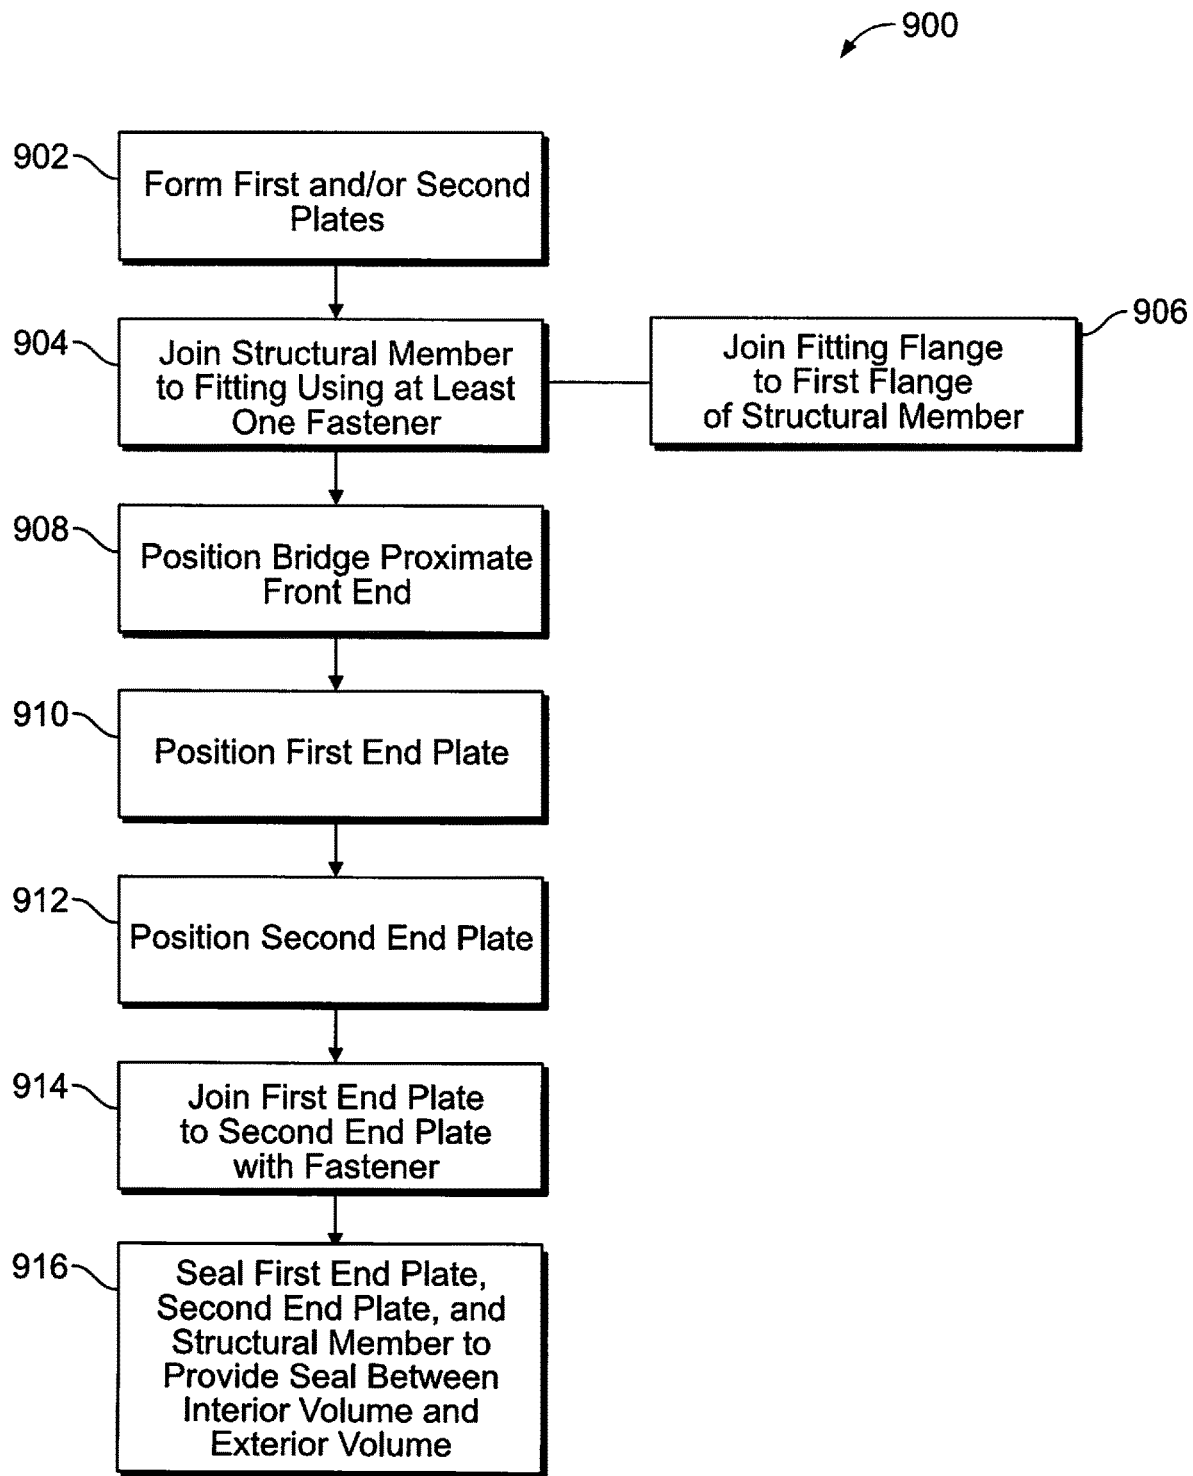 900
902
Form First and/or Second
Plates
904
Join Structural Member
to Fitting Using at Least
One Fastener
906
Join Fitting Flange
to First Flange
of Structural Member
908
Position Bridge Proximate
Front End
910
Position First End Plate
912
Position Second End Plate
914
Join First End Plate
to Second End Plate
with Fastener
916
Seal First End Plate,
Second End Plate, and
Structural Member to
Provide Seal Between
Interior Volume and
Exterior Volume